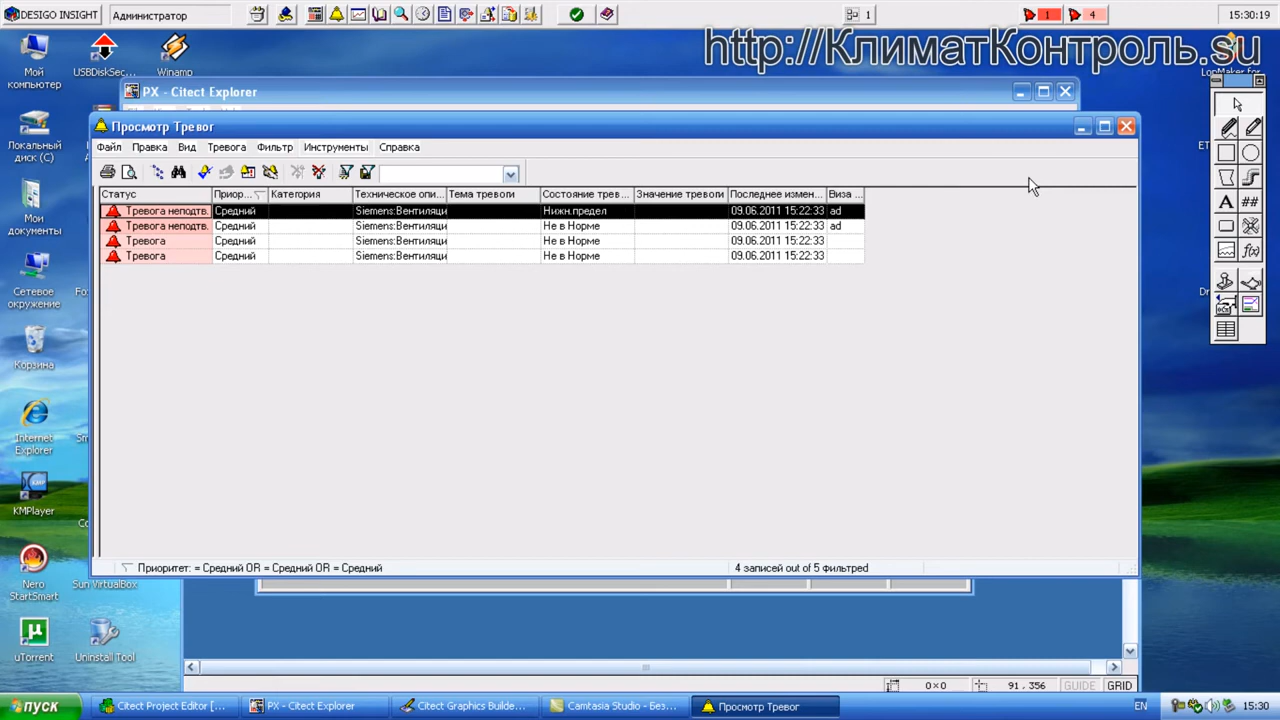 DESIGO INSIGHT
Администратор
1
1
4
15:30:19
http://КлиматКонтроль.su
Мой компьютер
USBDiskSec...
Winamp
LopMaker for
PX - Citect Explorer
Просмотр Тревог
Файл Правка Вид Тревога Фильтр Инструменты Справка
Статус Приор... Категория Техническое опи... Тема тревоги Состояние трев... Значение тревоги Последнее измен... Виза ...
Тревога неподтв. Средний Siemens:Вентиляци Нижн.предел 09.06.2011 15:22:33 ad
Тревога неподтв. Средний Siemens:Вентиляци Не в Норме 09.06.2011 15:22:33 ad
Тревога Средний Siemens:Вентиляци Не в Норме 09.06.2011 15:22:33
Тревога Средний Siemens:Вентиляци Не в Норме 09.06.2011 15:22:33
Локальный диск (C)
Мои документы
Сетевое окружение
Корзина
Internet Explorer
KMPlayer
Nero StartSmart
Sun VirtualBox
uTorrent
Uninstall Tool
Приоритет: = Средний OR = Средний OR = Средний
4 записей out of 5 фильтред
0×0
91 , 356
GUIDE
GRID
пуск
Citect Project Editor [...
PX - Citect Explorer
Citect Graphics Builde...
Camtasia Studio - Без...
Просмотр Тревог
EN
15:30